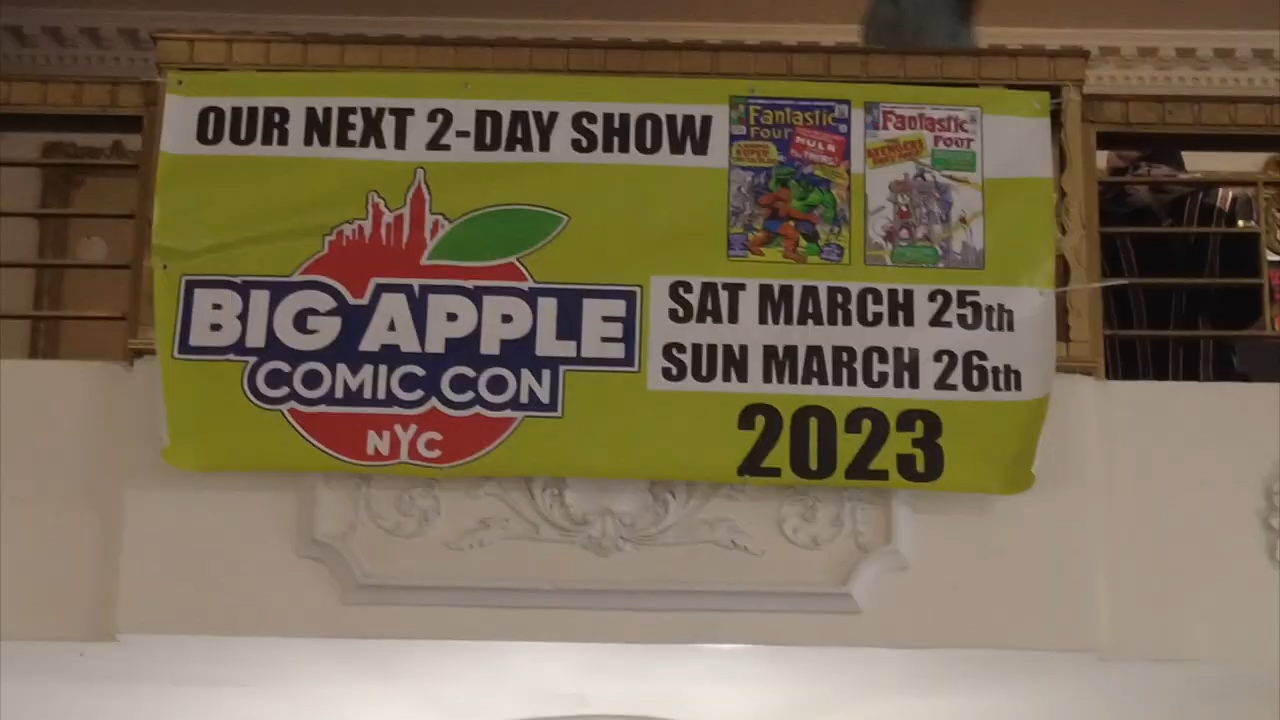 OUR NEXT 2-DAY SHOW
Fantastic
FOUR
HULK
Fantastic
FOUR
AVENGERS
BIG APPLE
COMIC CON
NYC
SAT MARCH 25th
SUN MARCH 26th
2023